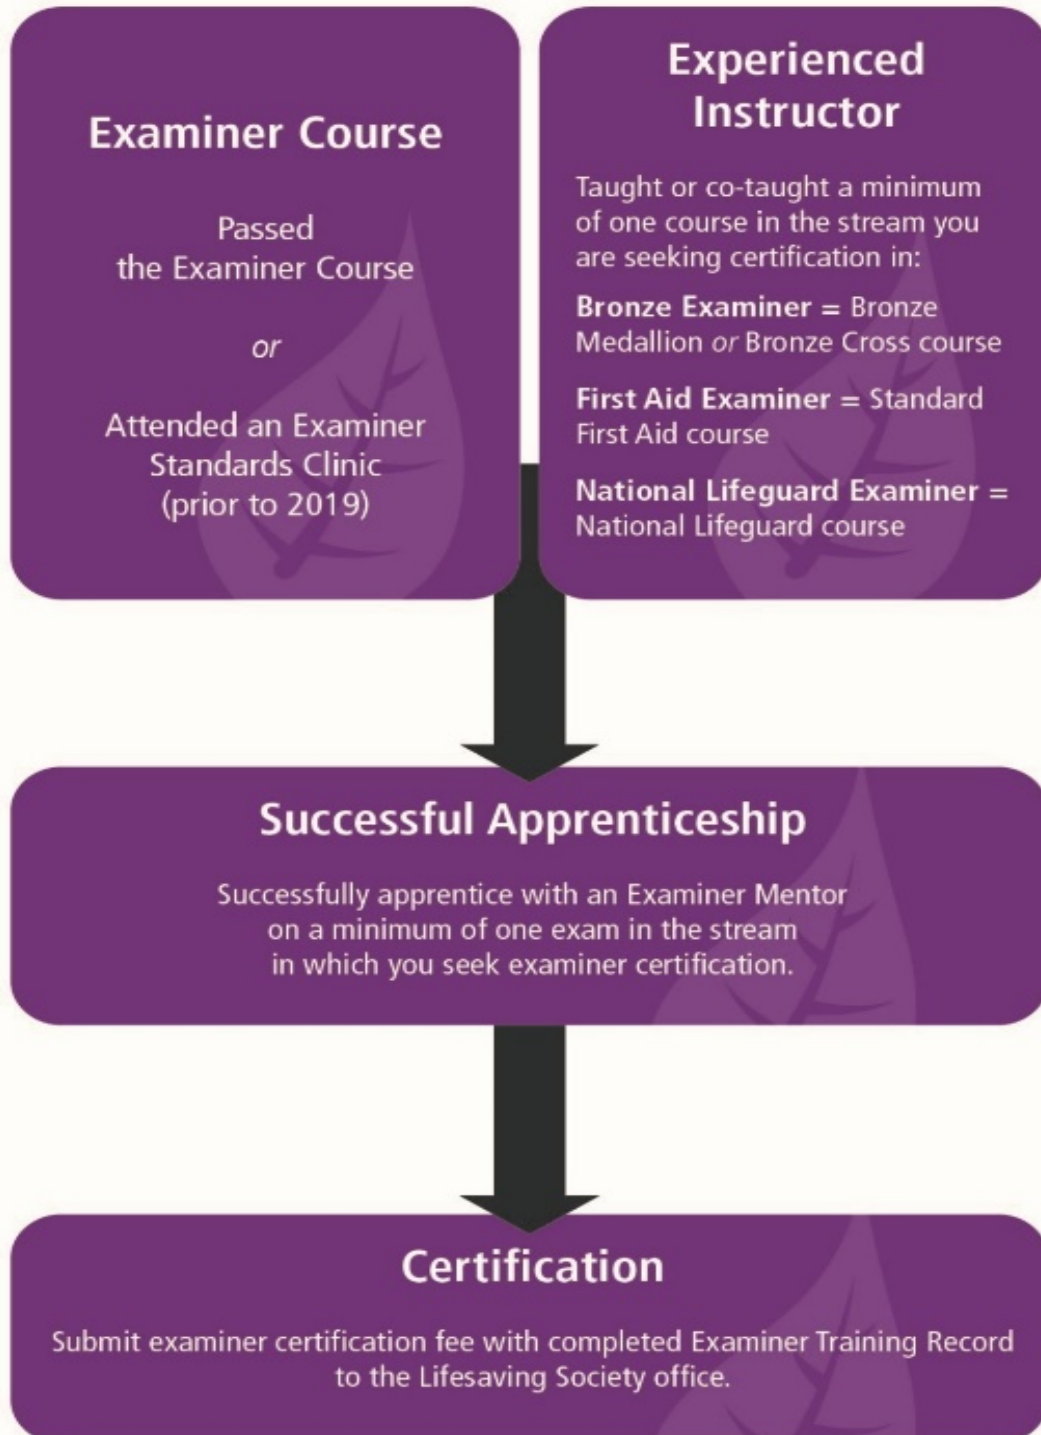 Examiner Course
Passed
the Examiner Course
or
Attended an Examiner
Standards Clinic
(prior to 2019)
Experienced
Instructor
Taught or co-taught a minimum
of one course in the stream you
are seeking certification in:
Bronze Examiner = Bronze
Medallion or Bronze Cross course
First Aid Examiner = Standard
First Aid course
National Lifeguard Examiner =
National Lifeguard course
Successful Apprenticeship
Successfully apprentice with an Examiner Mentor
on a minimum of one exam in the stream
in which you seek examiner certification.
Certification
Submit examiner certification fee with completed Examiner Training Record
to the Lifesaving Society office.